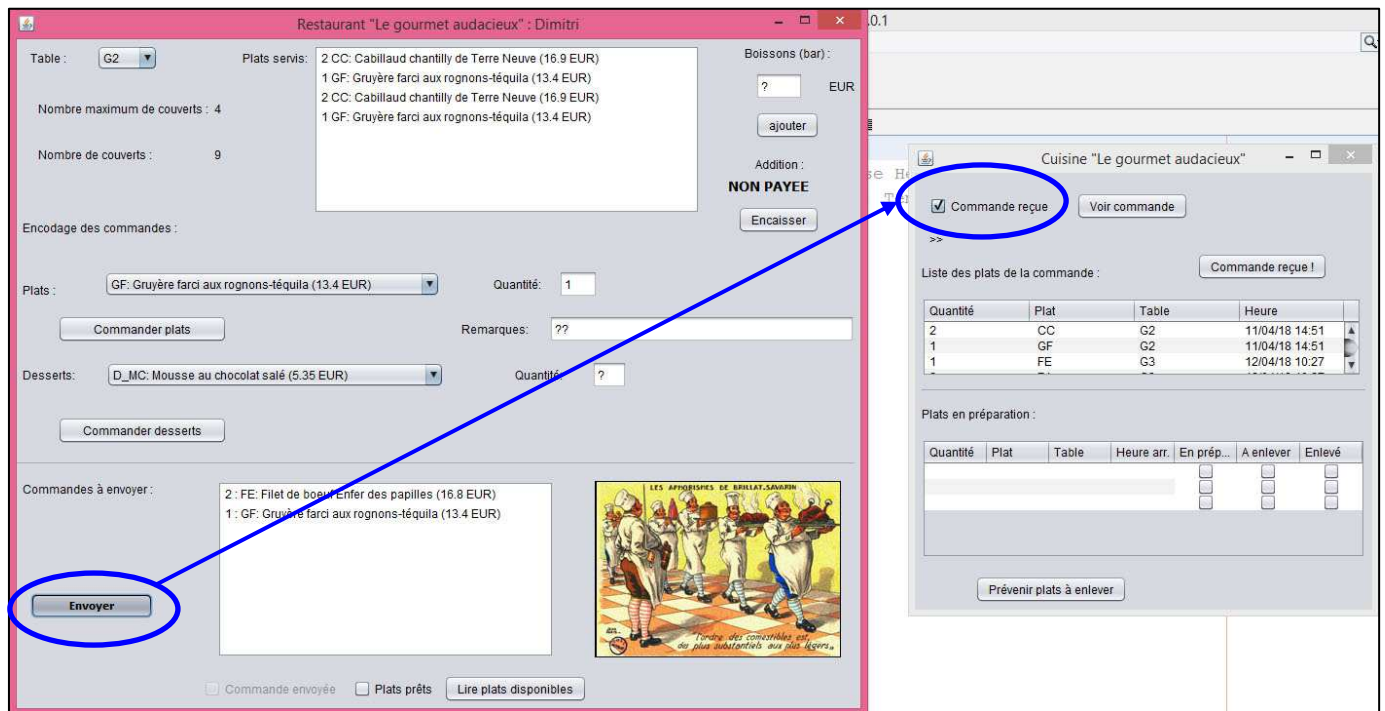 Restaurant "Le gourmet audacieux" : Dimitri
Table :
G2
Plats servis:
2 CC: Cabillaud chantilly de Terre Neuve (16.9 EUR)
1 GF: Gruyère farci aux rognons-téquila (13.4 EUR)
2 CC: Cabillaud chantilly de Terre Neuve (16.9 EUR)
1 GF: Gruyère farci aux rognons-téquila (13.4 EUR)
Boissons (bar) :
? EUR
ajouter
Nombre maximum de couverts : 4
Nombre de couverts : 9
Addition :
NON PAYEE
Encaisser
Encodage des commandes :
Plats :
GF: Gruyère farci aux rognons-téquila (13.4 EUR)
Quantité: 1
Commander plats
Remarques: ??
Desserts:
D_MC: Mousse au chocolat salé (5.35 EUR)
Quantité: ?
Commander desserts
Commandes à envoyer :
2 : FE: Filet de boeuf Enfer des papilles (16.8 EUR)
1 : GF: Gruyère farci aux rognons-téquila (13.4 EUR)
Envoyer
LES APHORISMES DE BRILLAT-SAVARIN
"l'ordre des comestibles est,
des plus substantiels aux plus légers"
Commande envoyée
Plats prêts
Lire plats disponibles
.0.1
Cuisine "Le gourmet audacieux"
Commande reçue
Voir commande
>>
Liste des plats de la commande :
Commande reçue !
Quantité Plat Table Heure
2 CC G2 11/04/18 14:51
1 GF G2 11/04/18 14:51
1 FE G3 12/04/18 10:27
Plats en préparation :
Quantité Plat Table Heure arr. En prép... A enlever Enlevé
Prévenir plats à enlever